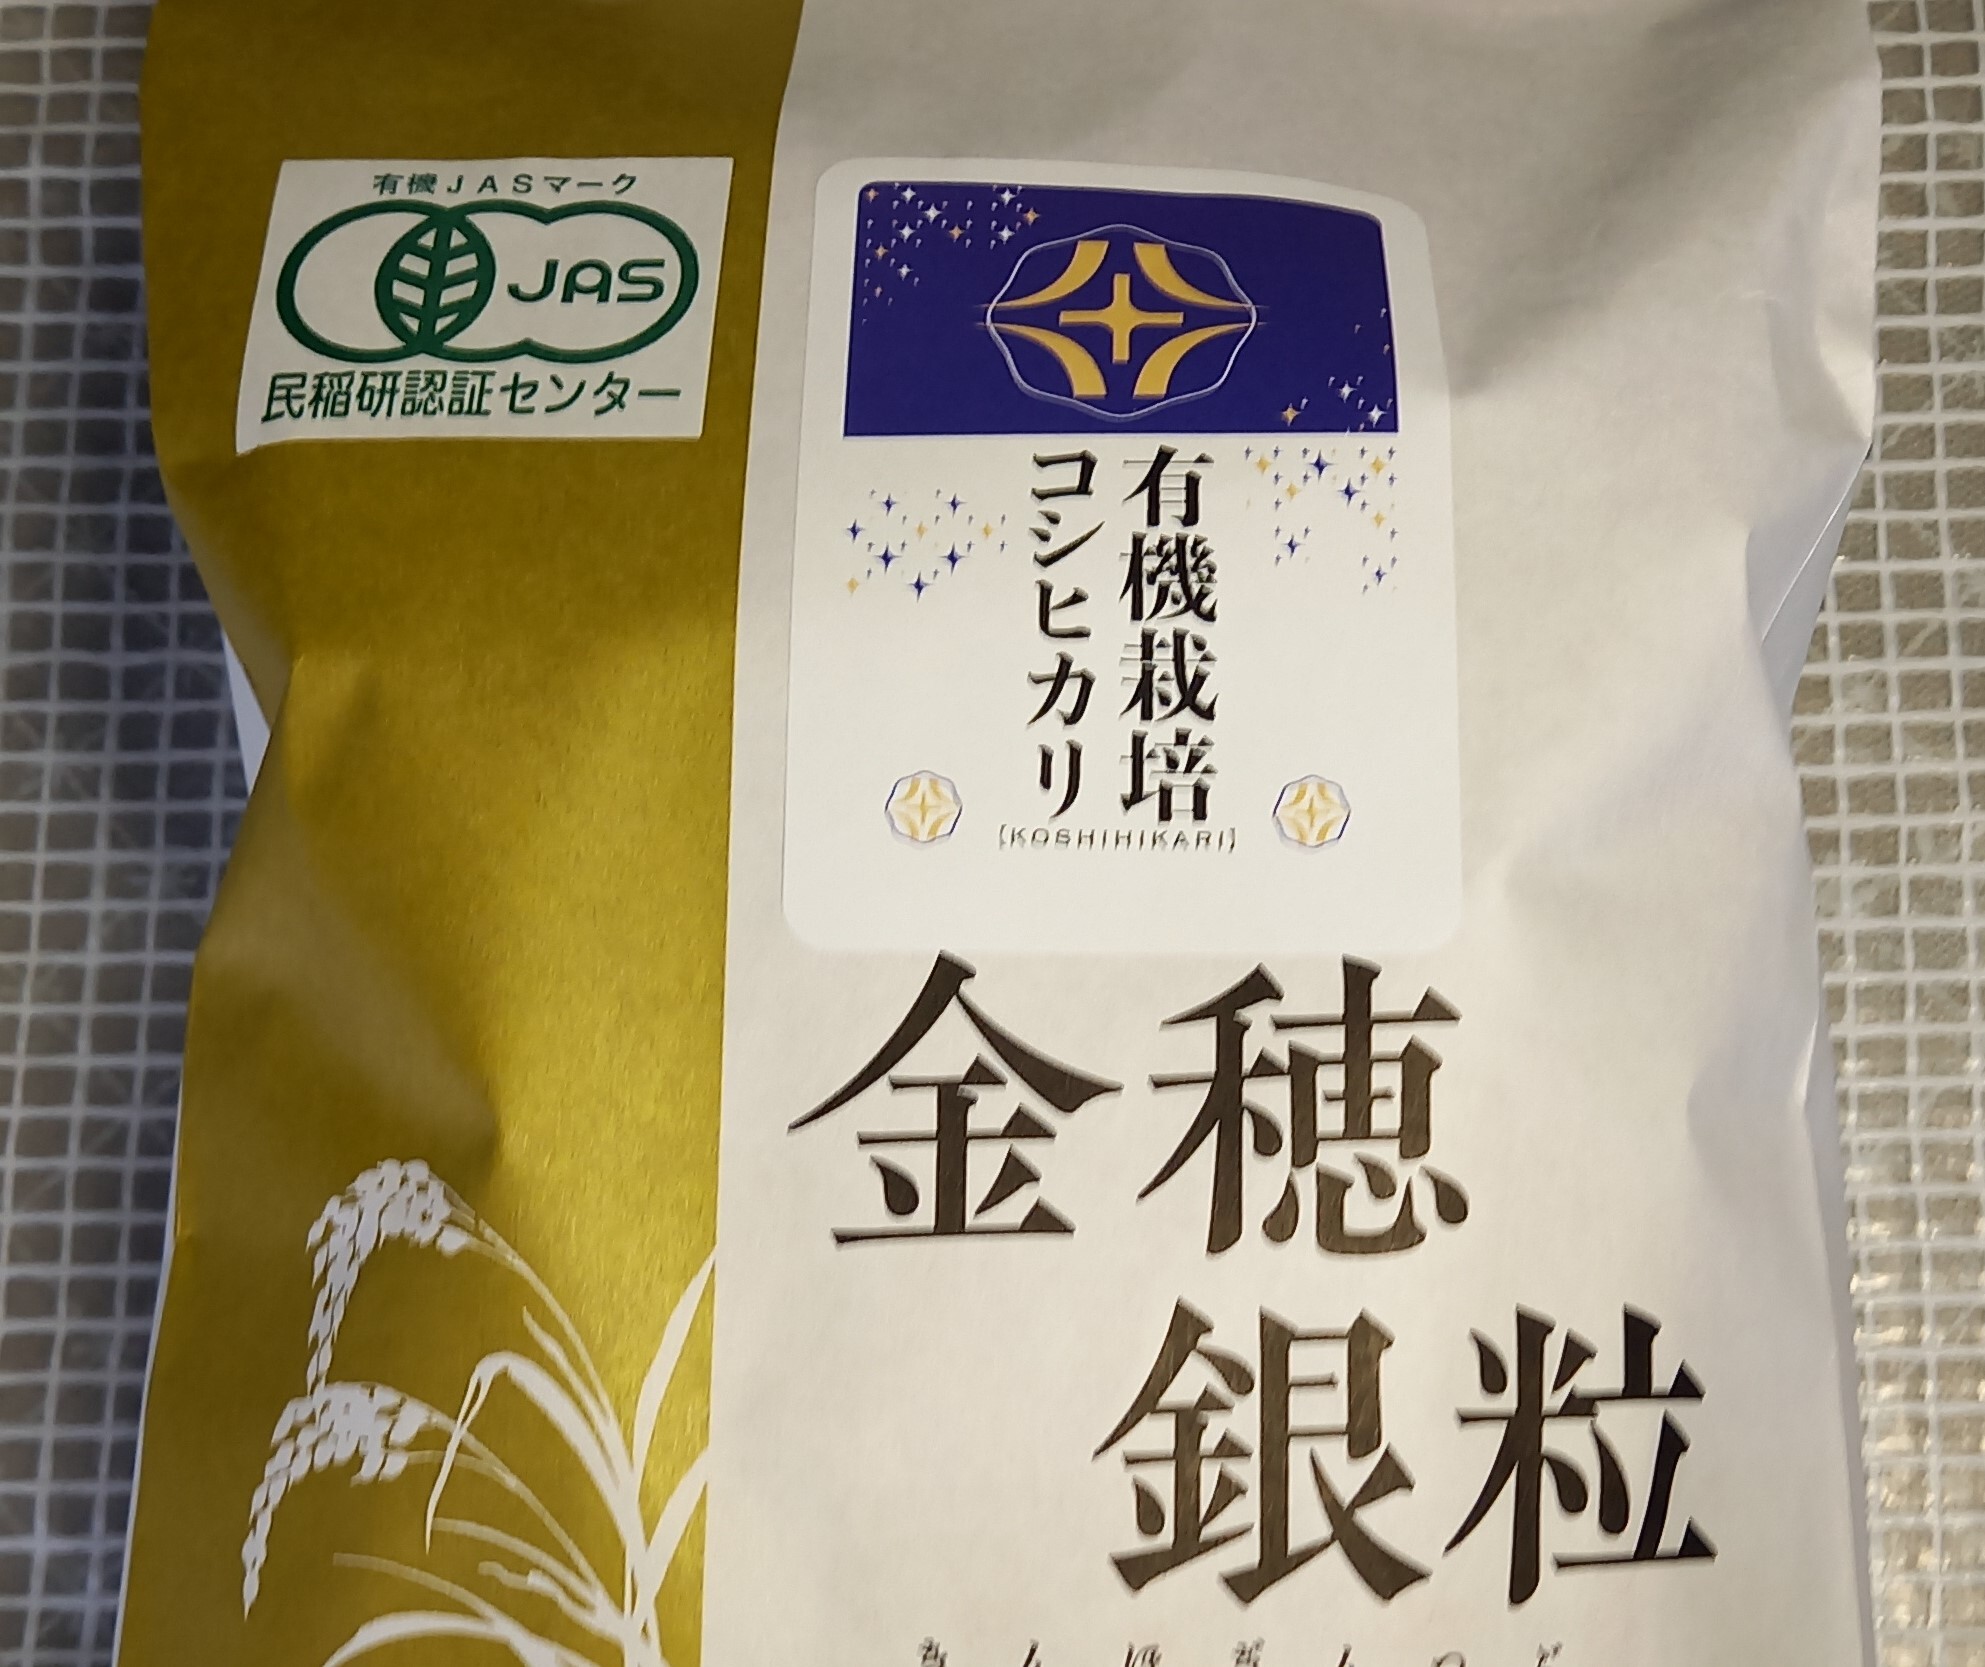 有機JASマーク
JAS
民稲研認証センター
有機栽培
コシヒカリ
[KOSHIHIKARI]
金穂
銀粒